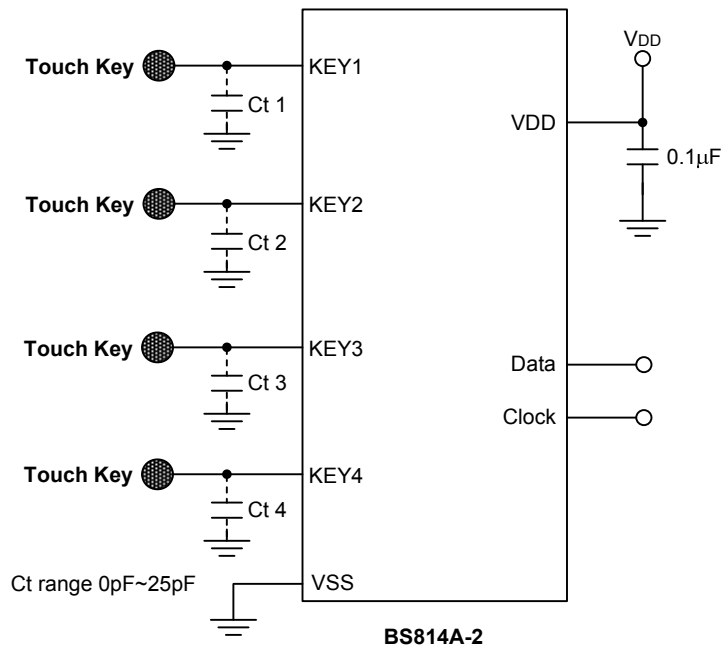 Touch Key
KEY1
Ct 1
VDD
VDD
0.1μF
Touch Key
KEY2
Ct 2
Touch Key
KEY3
Ct 3
Data
Clock
Touch Key
KEY4
Ct 4
Ct range 0pF~25pF
VSS
BS814A-2